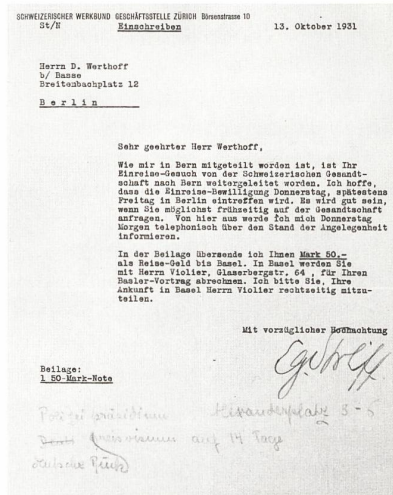 SCHWEIZERISCHER WERKBUND GESCHÄFTSSTELLE ZÜRICH Börsenstrasse 10
St/N Einschreiben 13. Oktober 1931
Herrn D. Werthoff
b/ Basse
Breitenbachplatz 12
Berlin
Sehr geehrter Herr Werthoff,
Wie mir in Bern mitgeteilt worden ist, ist Ihr
Einreise-Gesuch von der Schweizerischen Gesandt-
schaft nach Bern weitergeleitet worden. Ich hoffe,
dass die Einreise-Bewilligung Donnerstag, spätestens
Freitag in Berlin eintreffen wird. Es wird gut sein,
wenn Sie möglichst frühzeitig auf der Gesandtschaft
anfragen. Von hier aus werde ich mich Donnerstag
Morgen telephonisch über den Stand der Angelegenheit
informieren.
In der Beilage übersende ich Ihnen Mark 50.-
als Reise-Geld bis Basel. In Basel werden Sie
mit Herrn Violier, Glaserbergstr. 64 , für Ihren
Basler-Vortrag abrechnen. Ich bitte Sie, Ihre
Ankunft in Basel Herrn Violier rechtzeitig mitzu-
teilen.
Mit vorzüglicher Hochachtung
Beilage:
1 50-Mark-Note
Polizeipräsidium 3-5
auf 14 Tage